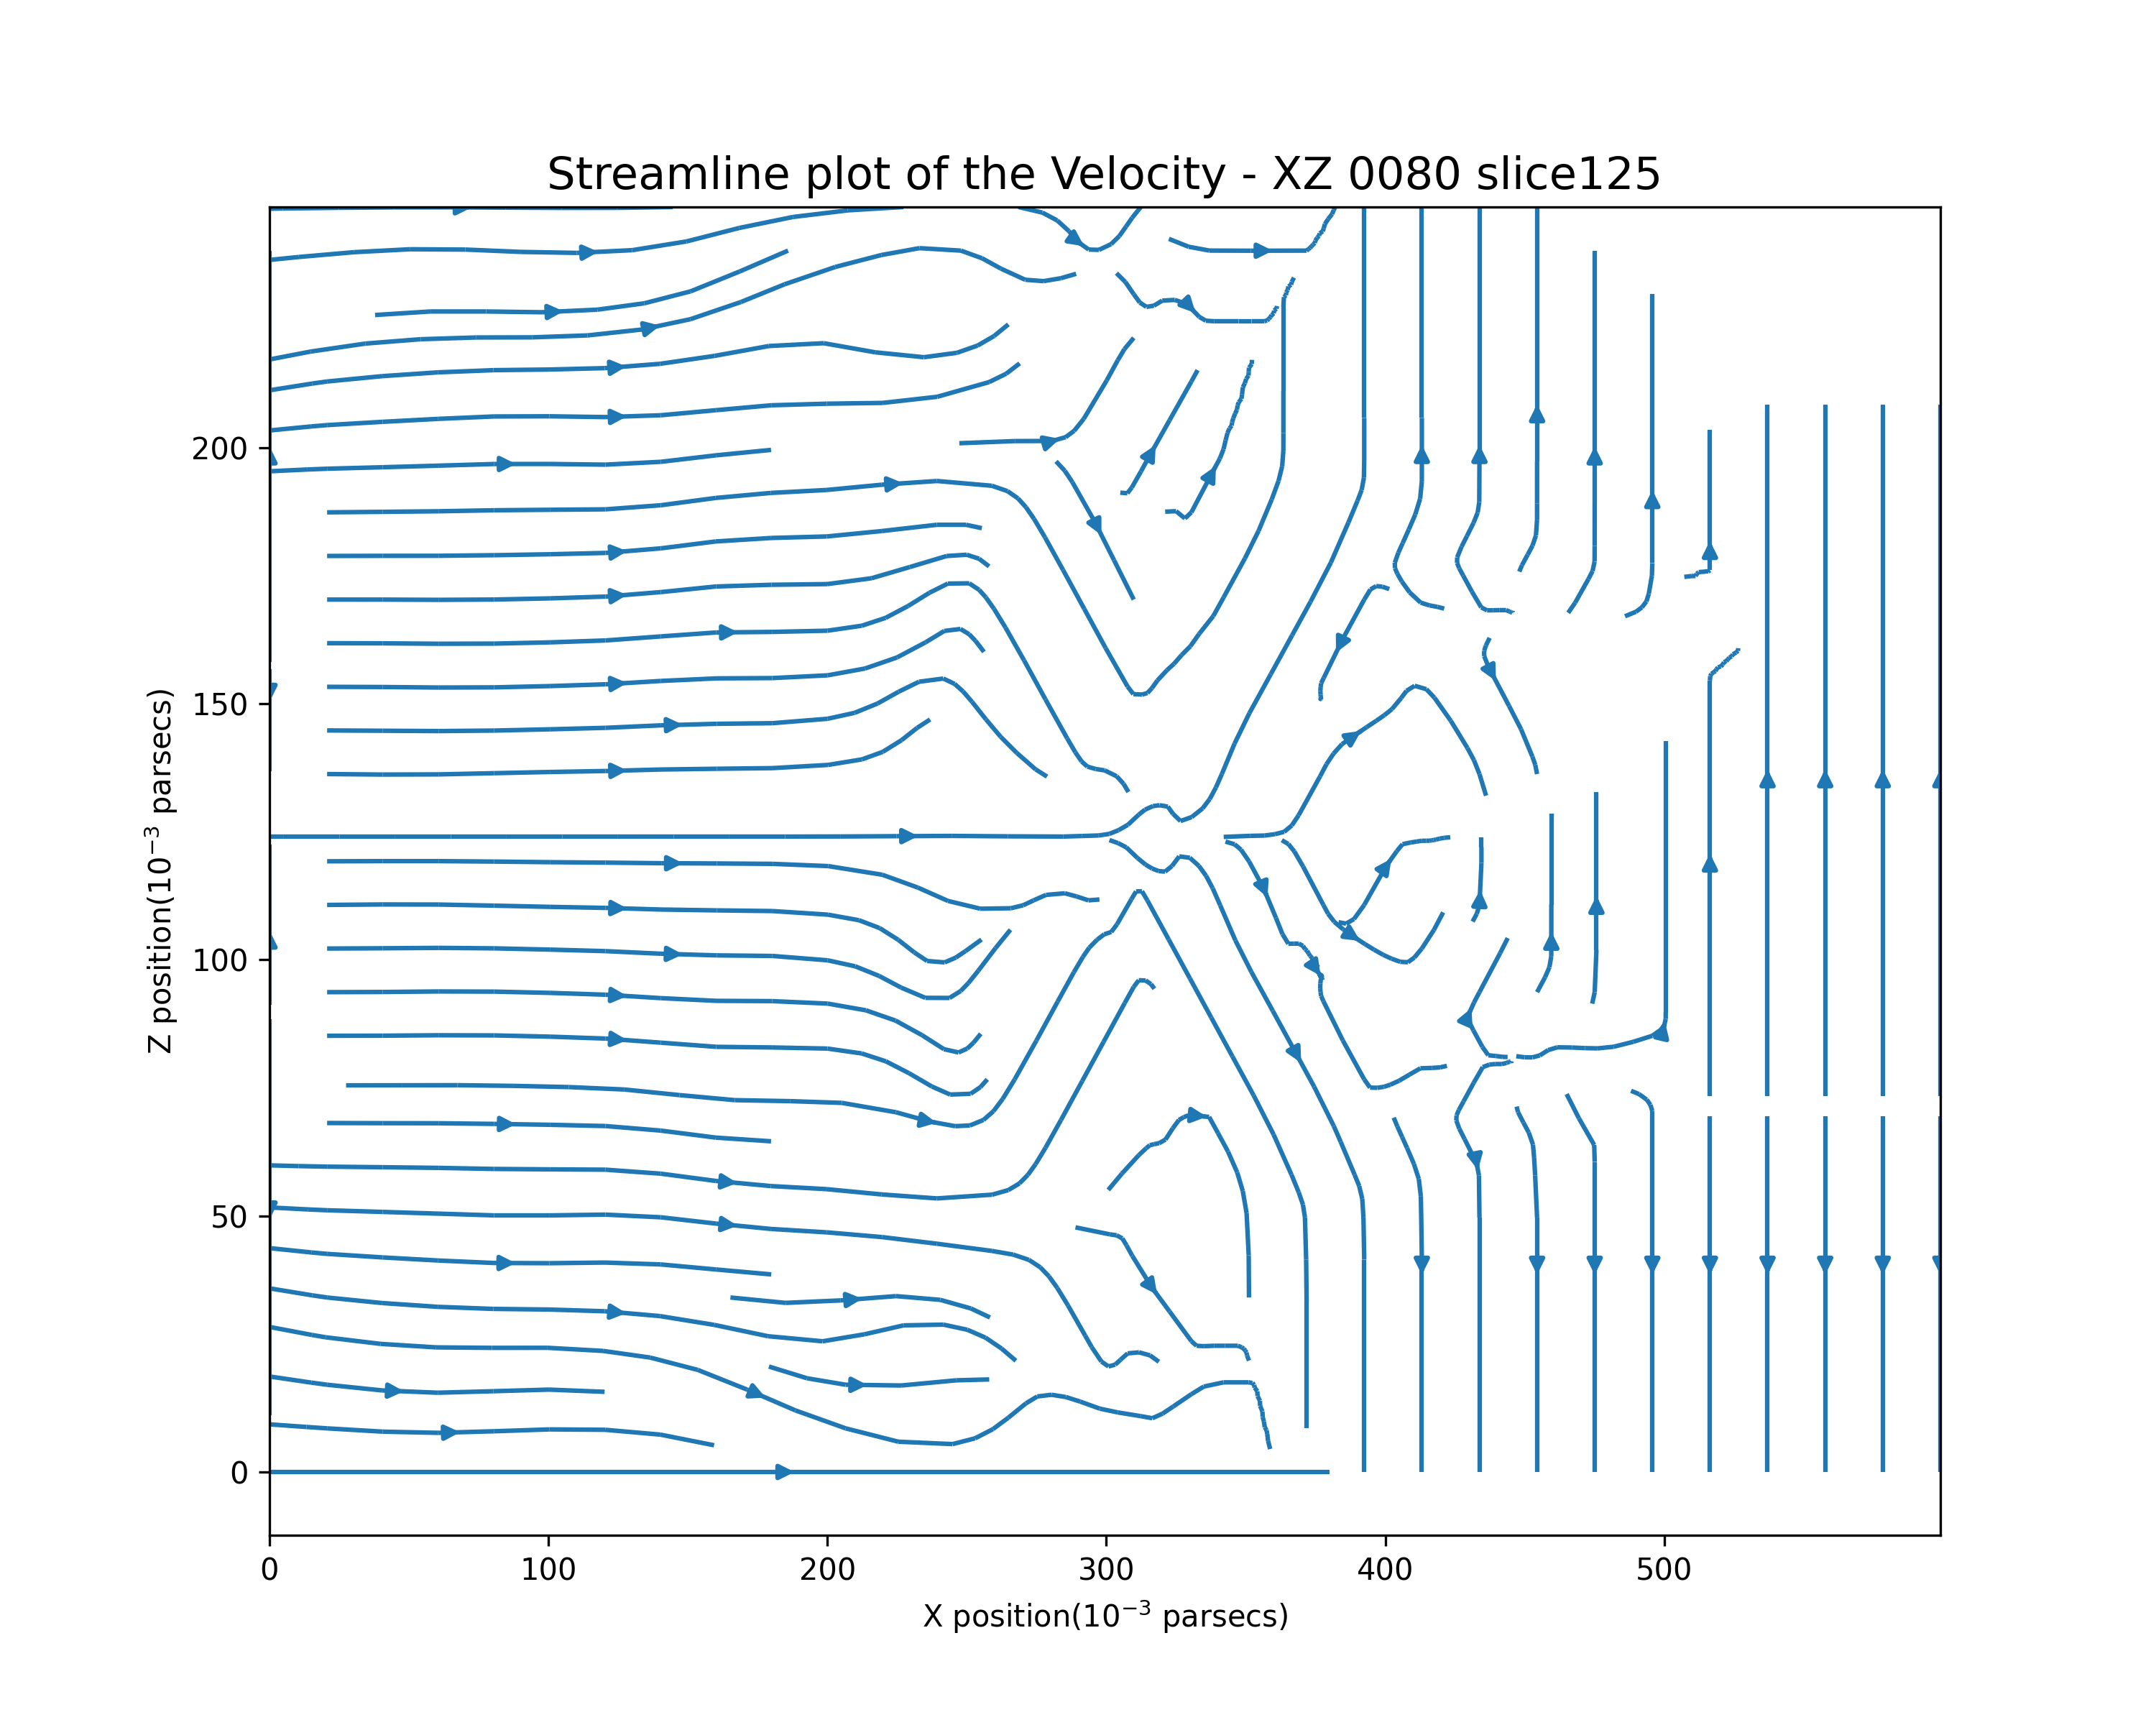 Streamline plot of the Velocity - XZ 0080 slice125
Z position(10⁻³ parsecs)
200
150
100
50
0
0 100 200 300 400 500
X position(10⁻³ parsecs)